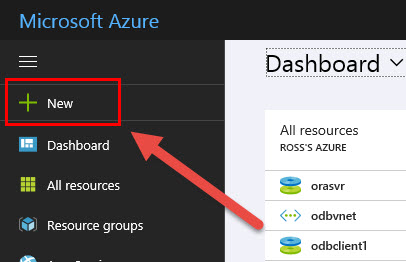 Microsoft Azure
New
Dashboard
All resources
Resource groups
Dashboard
All resources
ROSS'S AZURE
orasvr
odbvnet
odbclient1